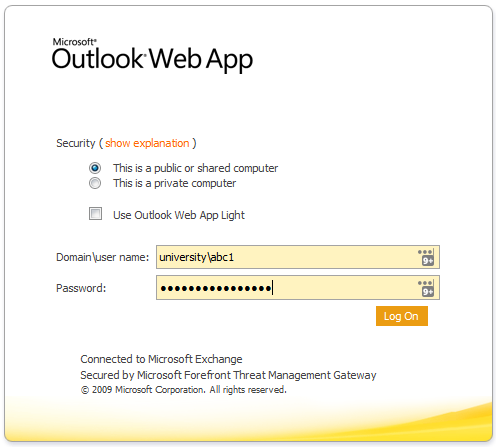 Microsoft®
Outlook® Web App
Security ( show explanation )
This is a public or shared computer
This is a private computer
Use Outlook Web App Light
Domain\user name: university\abc1 9+
Password: •••••••••••••••• 9+
Log On
Connected to Microsoft Exchange
Secured by Microsoft Forefront Threat Management Gateway
© 2009 Microsoft Corporation. All rights reserved.